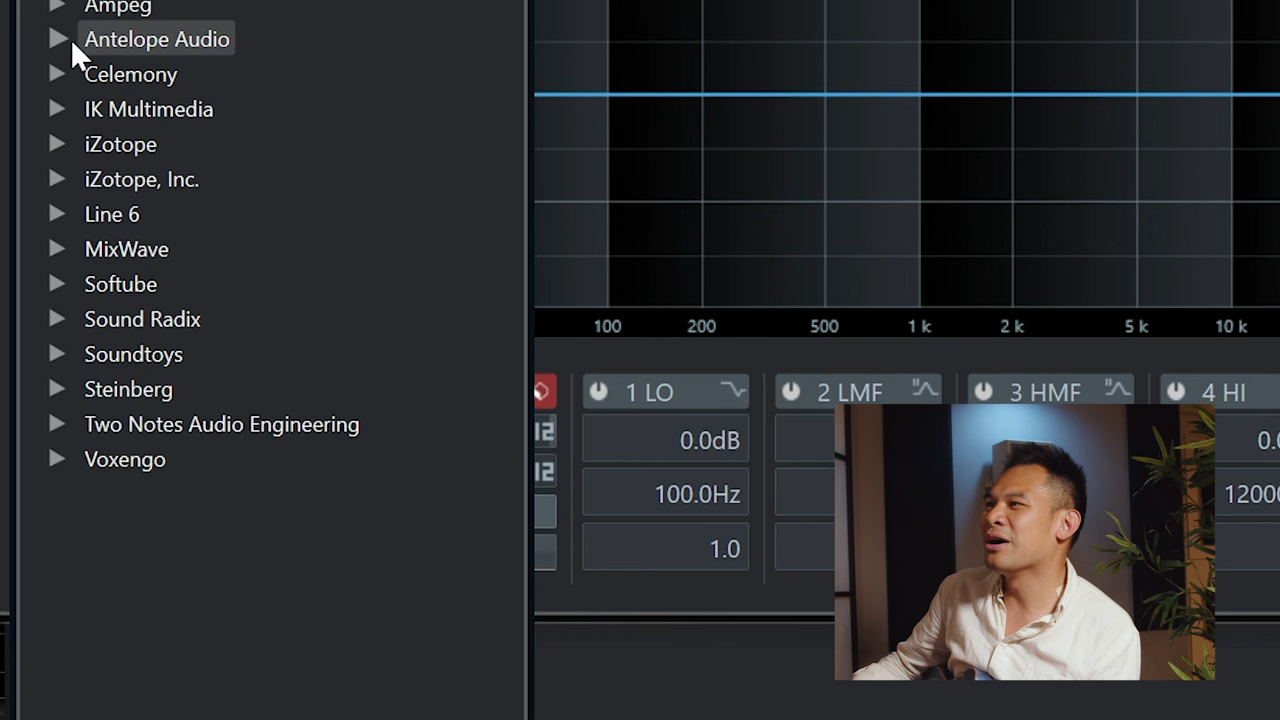 Ampeg
Antelope Audio
Celemony
IK Multimedia
iZotope
iZotope, Inc.
Line 6
MixWave
Softube
Sound Radix
Soundtoys
Steinberg
Two Notes Audio Engineering
Voxengo
100 200 500 1 k 2 k 5 k 10 k
1 LO 2 LMF 3 HMF 4 HI
12 0.0dB
12 100.0Hz
1.0